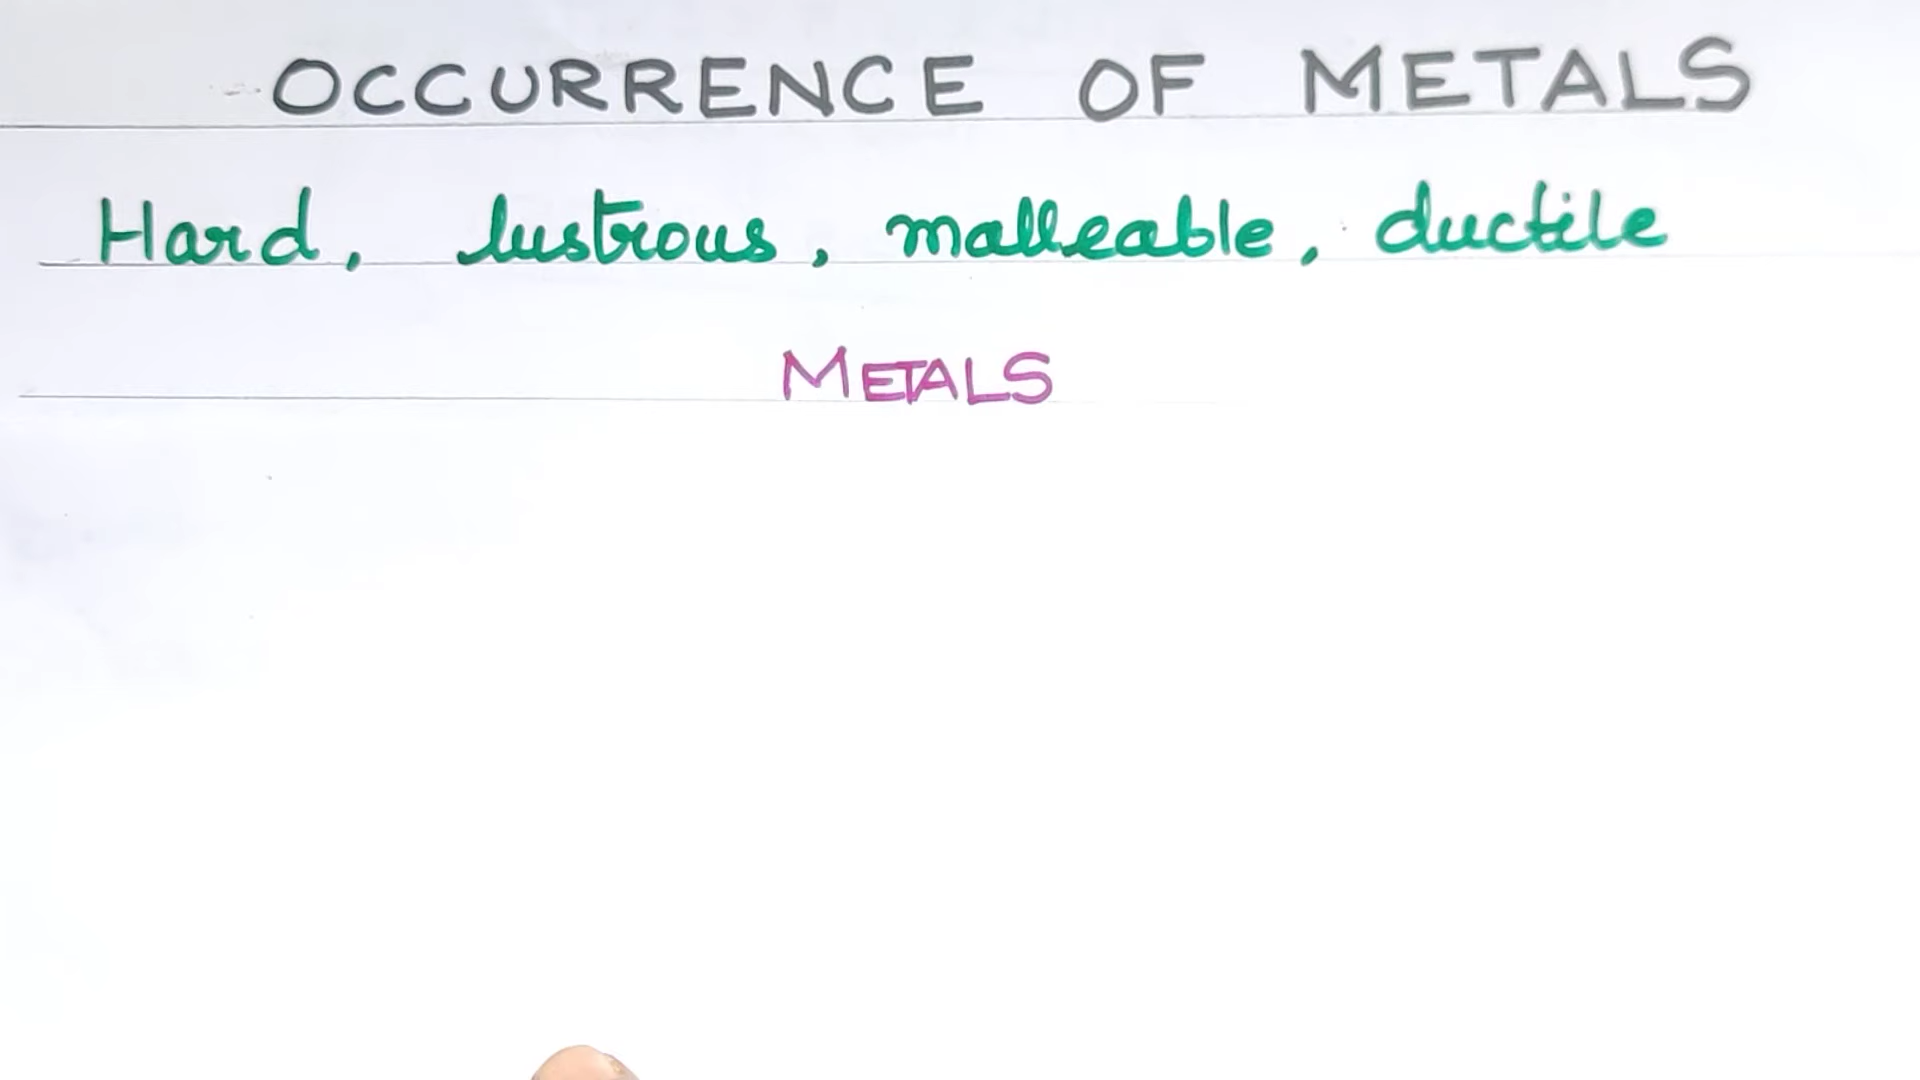 OCCURRENCE OF METALS
Hard, lustrous, malleable, ductile
METALS